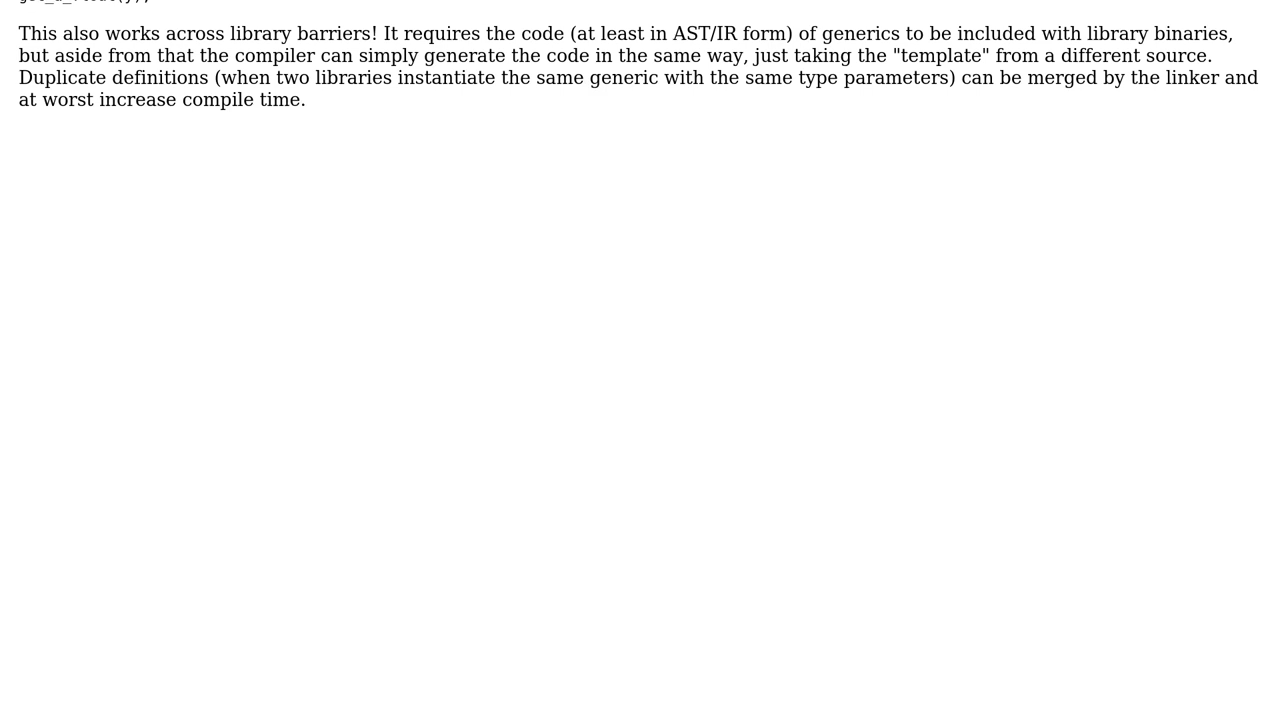 This also works across library barriers! It requires the code (at least in AST/IR form) of generics to be included with library binaries,
but aside from that the compiler can simply generate the code in the same way, just taking the "template" from a different source.
Duplicate definitions (when two libraries instantiate the same generic with the same type parameters) can be merged by the linker and
at worst increase compile time.